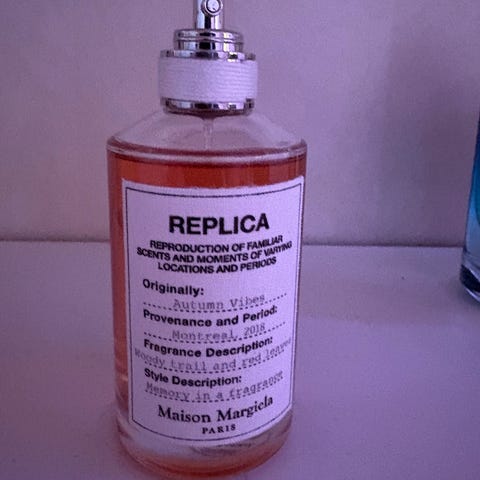 REPLICA
REPRODUCTION OF FAMILIAR
SCENTS AND MOMENTS OF VARYING
LOCATIONS AND PERIODS
Originally:
Autumn Vibes
Provenance and Period:
Montreal, 2018
Fragrance Description:
Woody trail and red leaves
Style Description:
Memory in a fragrance
Maison Margiela
PARIS